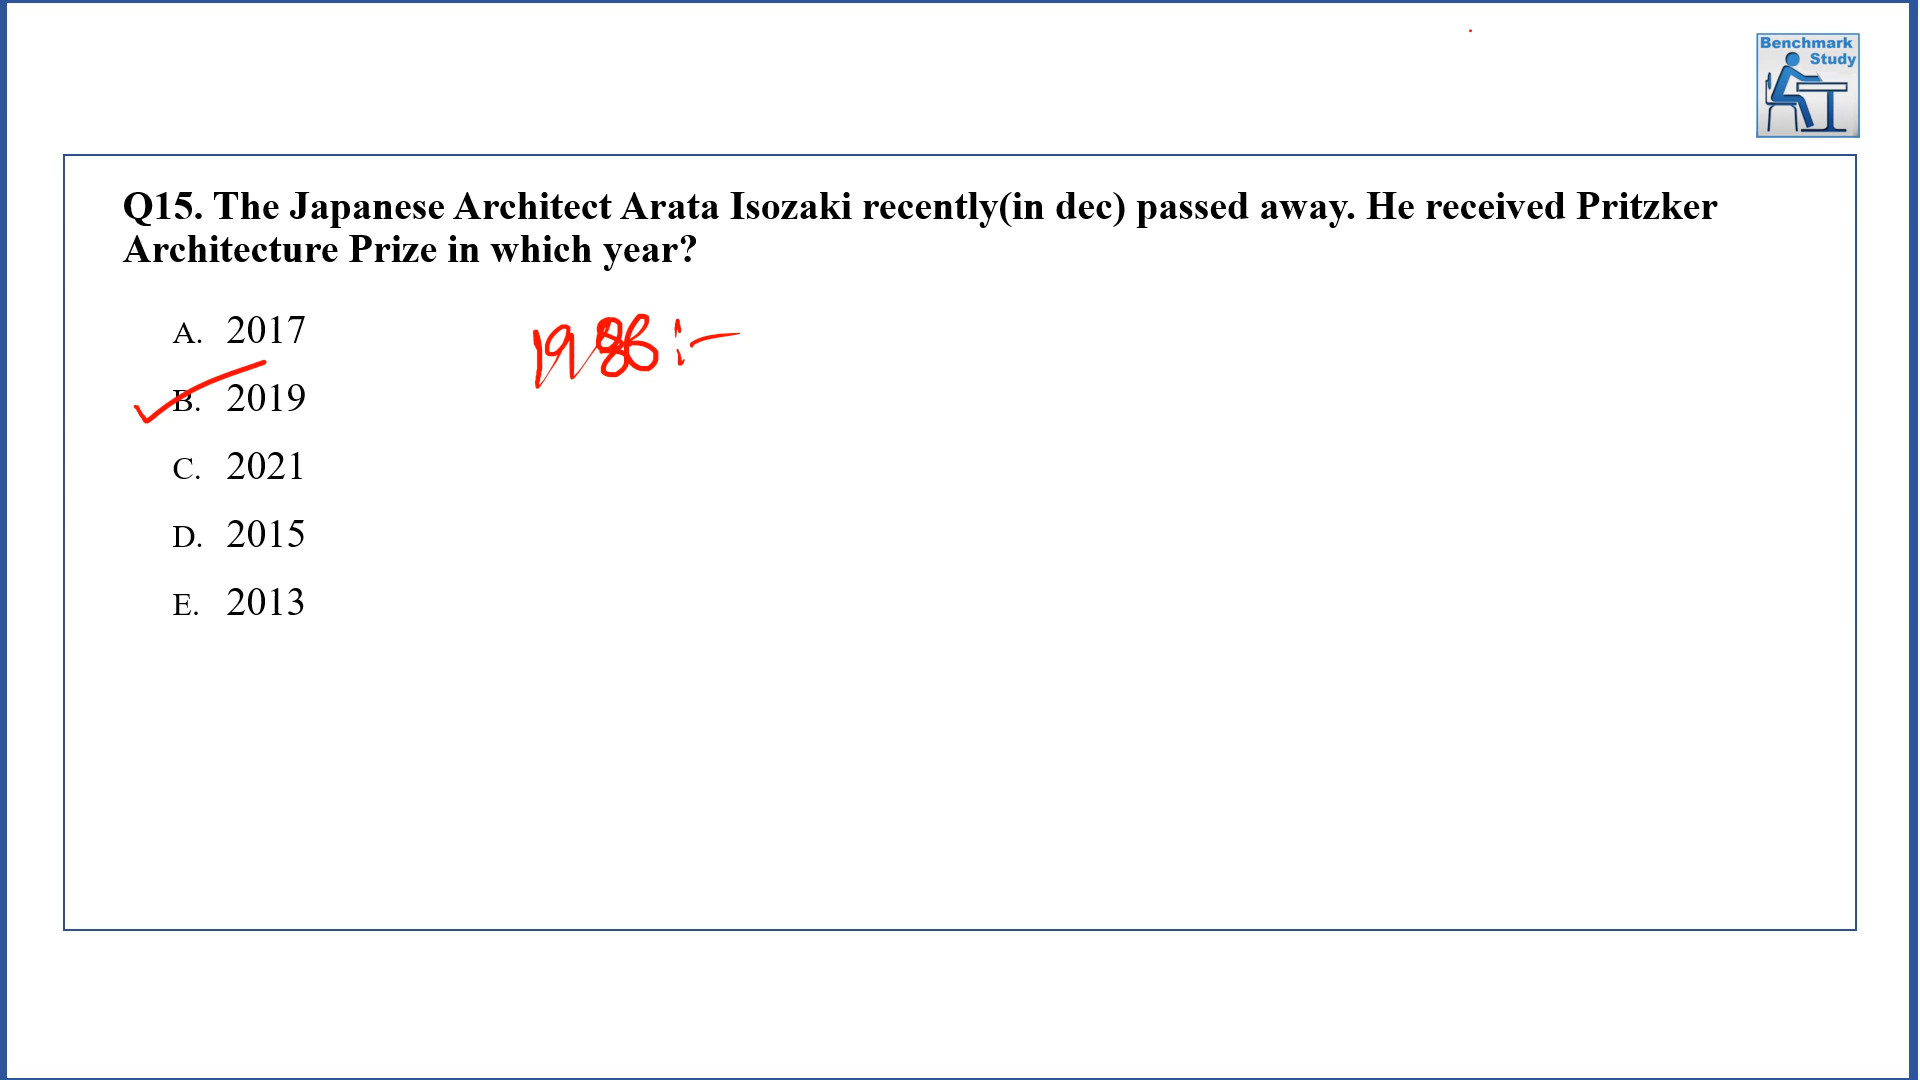 Benchmark
Study
Q15. The Japanese Architect Arata Isozaki recently(in dec) passed away. He received Pritzker
Architecture Prize in which year?
A. 2017
1986 :-
B. 2019
C. 2021
D. 2015
E. 2013